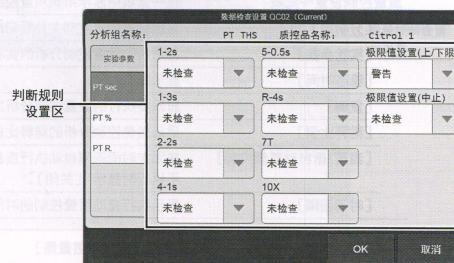 数据检查设置 QC02 (Current)
分析组名称: PT THS 质控品名称: Citrol 1
实验参数
PT sec
PT %
PT R.
判断规则
设置区
1-2s 5-0.5s 极限值设置(上/下限
未检查 未检查 警告
1-3s R-4s 极限值设置(中止)
未检查 未检查 未检查
2-2s 7T
未检查 未检查
4-1s 10X
未检查 未检查
OK 取消